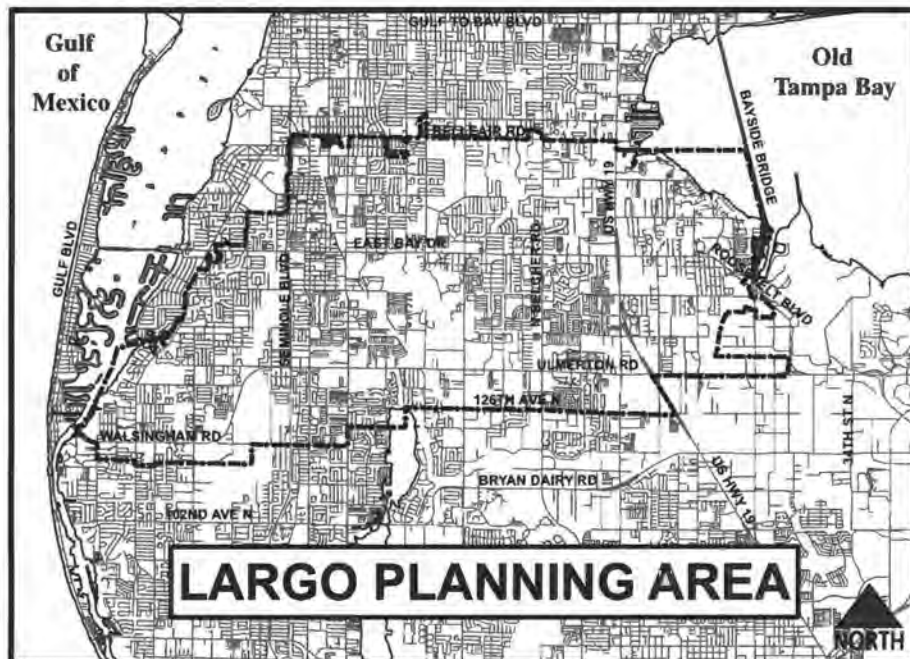 GULF TO BAY BLVD
Gulf
of
Mexico
Old
Tampa Bay
BELLEAIR RD
BAYSIDE BRIDGE
US HWY 19
GULF BLVD
EAST BAY DR
SEMINOLE BLVD
N BELCHER RD
ROOSEVELT BLVD
ULMERTON RD
126TH AVE N
WALSINGHAM RD
34TH ST N
BRYAN DAIRY RD
US HWY 19
102ND AVE N
LARGO PLANNING AREA
NORTH